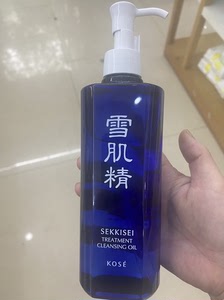 雪肌精
SEKKISEI
TREATMENT
CLEANSING OIL
KOSÉ